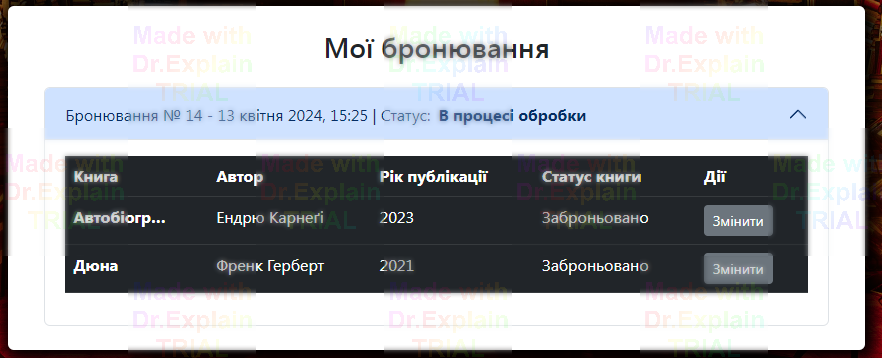 Made with Made with Made with
Dr.Explain Dr.Explain Dr.Explain
TRIAL TRIAL TRIAL
Мої бронювання
Бронювання № 14 - 13 квітня 2024, 15:25 | Статус: В процесі обробки
Made with Made with Made with Made with
Dr.Explain Dr.Explain Dr.Explain Dr.Explain
TRIAL TRIAL TRIAL TRIAL
Книга Автор Рік публікації Статус книги Дії
Автобіогр... Ендрю Карнегі 2023 Заброньовано Змінити
Дюна Френк Герберт 2021 Заброньовано Змінити
Made with Made with Made with
Dr.Explain Dr.Explain Dr.Explain
TRIAL TRIAL TRIAL